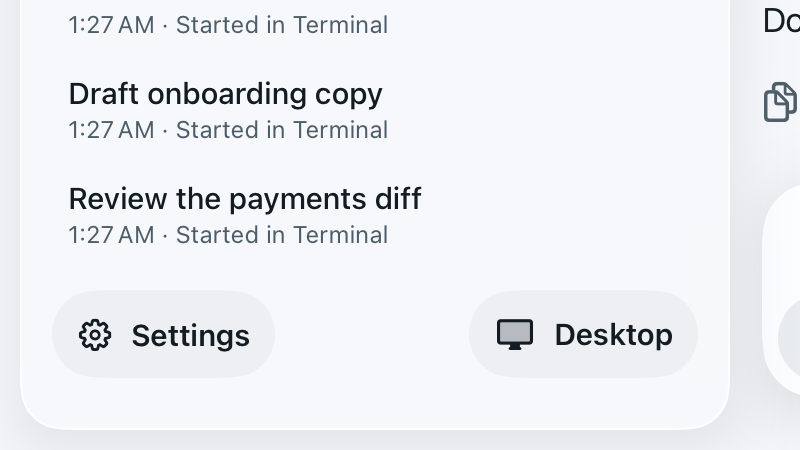 1:27 AM · Started in Terminal
Draft onboarding copy
1:27 AM · Started in Terminal
Review the payments diff
1:27 AM · Started in Terminal
Settings
Desktop